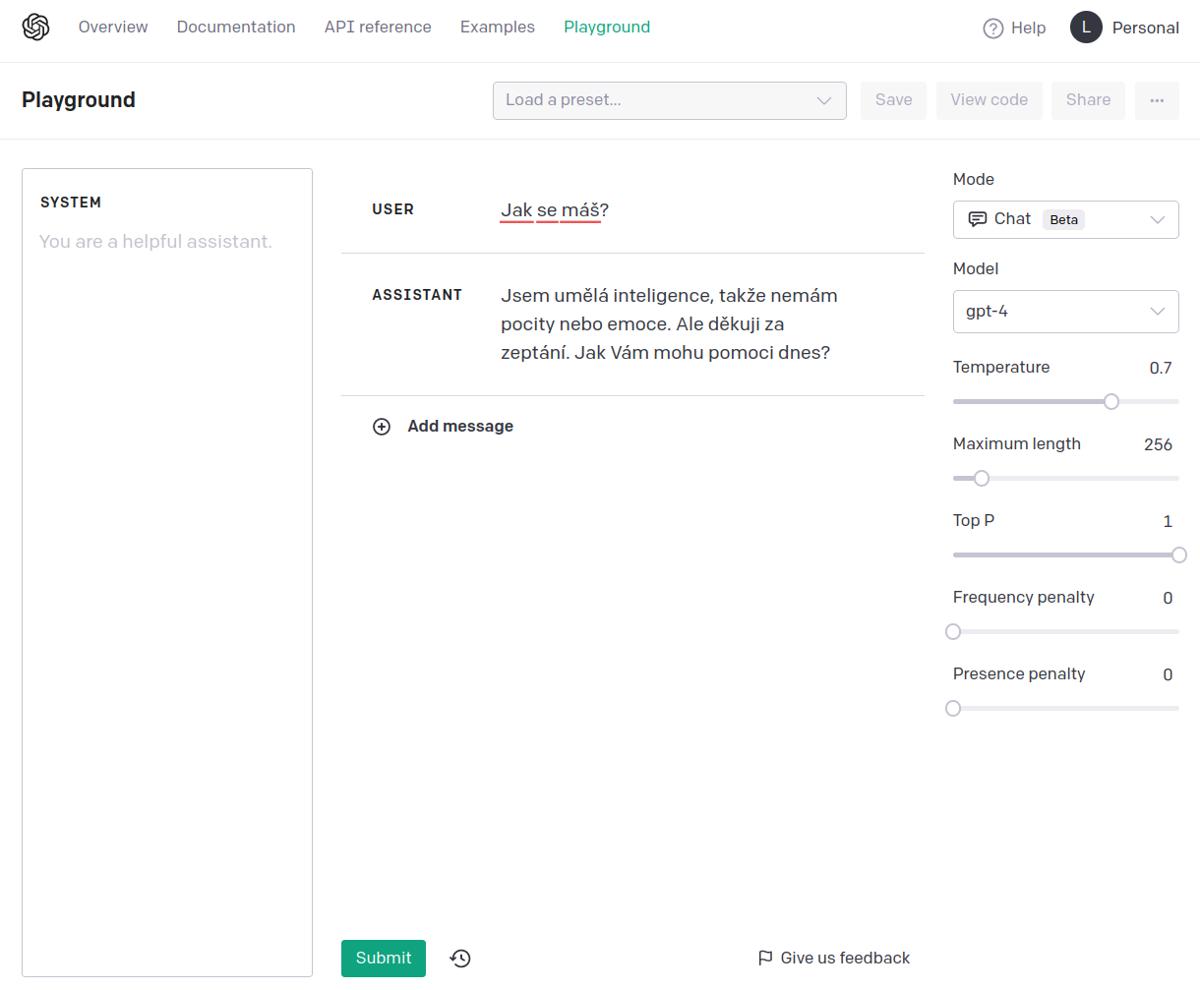 Overview Documentation API reference Examples Playground Help L Personal
Playground Load a preset... Save View code Share ...
SYSTEM
You are a helpful assistant.
USER
Jak se máš?
ASSISTANT
Jsem umělá inteligence, takže nemám
pocity nebo emoce. Ale děkuji za
zeptání. Jak Vám mohu pomoci dnes?
Add message
Submit
Give us feedback
Mode
Chat Beta
Model
gpt-4
Temperature 0.7
Maximum length 256
Top P 1
Frequency penalty 0
Presence penalty 0